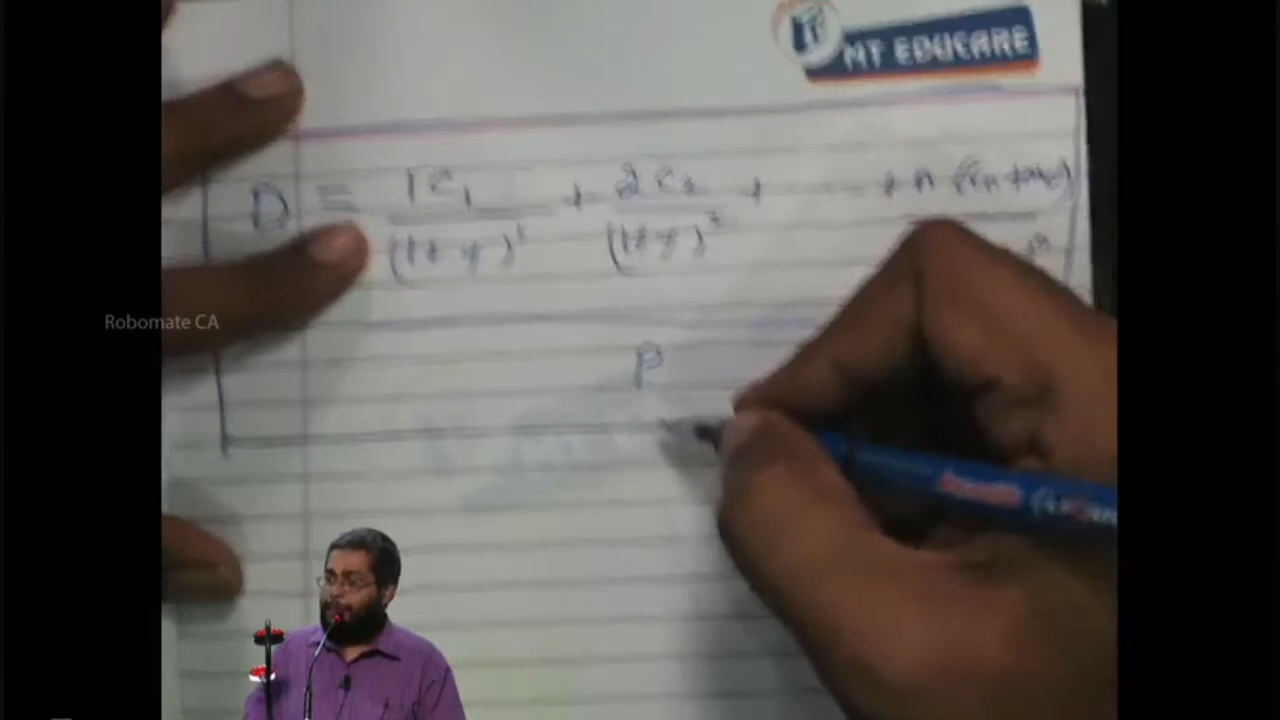 MT EDUCARE
D = 1C₁ / (1+y)¹ + 2C₂ / (1+y)² + ...... + n (Cn +
Robomate CA
P